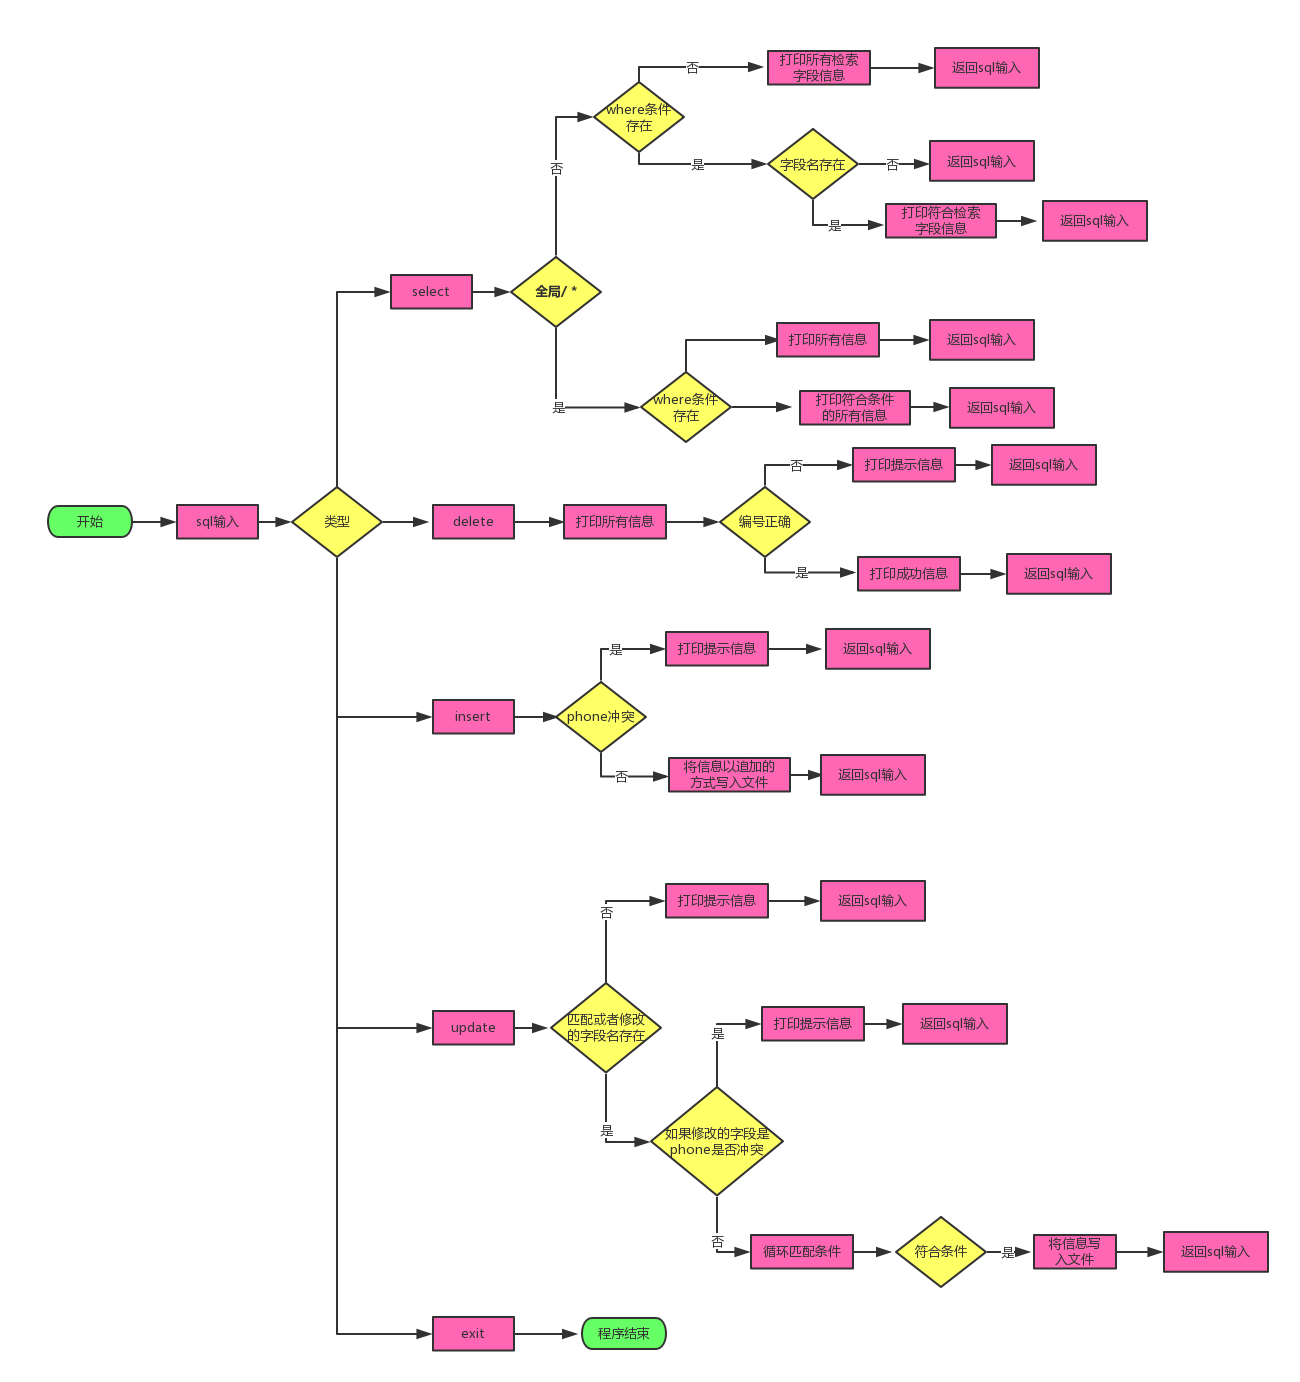 否
打印所有检索
字段信息
返回sql输入
where条件
存在
是
字段名存在
否
返回sql输入
否
是
打印符合检索
字段信息
返回sql输入
select
全局/ *
打印所有信息
返回sql输入
是
where条件
存在
打印符合条件
的所有信息
返回sql输入
否
打印提示信息
返回sql输入
开始
sql输入
类型
delete
打印所有信息
编号正确
是
打印成功信息
返回sql输入
是
打印提示信息
返回sql输入
insert
phone冲突
否
将信息以追加的
方式写入文件
返回sql输入
否
打印提示信息
返回sql输入
update
匹配或者修改
的字段名存在
是
打印提示信息
返回sql输入
是
如果修改的字段是
phone是否冲突
否
循环匹配条件
符合条件
是
将信息写
入文件
返回sql输入
exit
程序结束